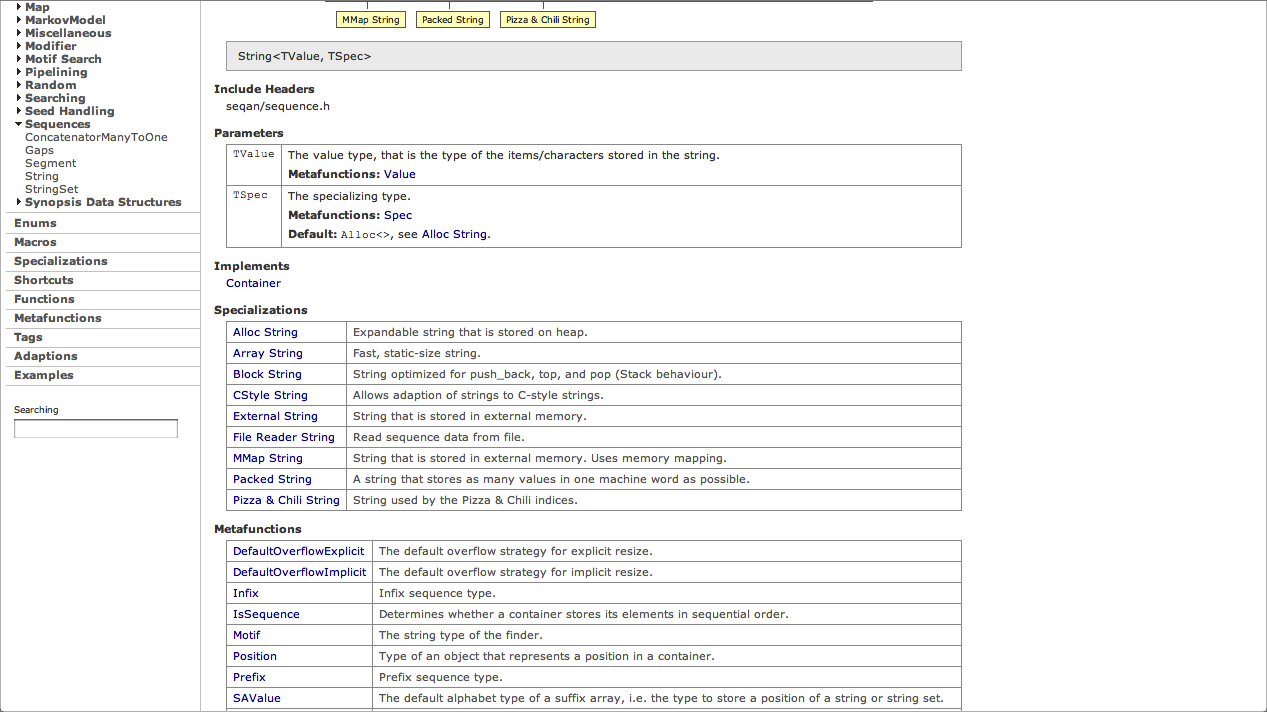 Map
MarkovModel
Miscellaneous
Modifier
Motif Search
Pipelining
Random
Searching
Seed Handling
Sequences
ConcatenatorManyToOne
Gaps
Segment
String
StringSet
Synopsis Data Structures
Enums
Macros
Specializations
Shortcuts
Functions
Metafunctions
Tags
Adaptions
Examples
Searching
MMap String Packed String Pizza & Chili String
String<TValue, TSpec>
Include Headers
seqan/sequence.h
Parameters
TValue The value type, that is the type of the items/characters stored in the string.
Metafunctions: Value
TSpec The specializing type.
Metafunctions: Spec
Default: Alloc<>, see Alloc String.
Implements
Container
Specializations
Alloc String Expandable string that is stored on heap.
Array String Fast, static-size string.
Block String String optimized for push_back, top, and pop (Stack behaviour).
CStyle String Allows adaption of strings to C-style strings.
External String String that is stored in external memory.
File Reader String Read sequence data from file.
MMap String String that is stored in external memory. Uses memory mapping.
Packed String A string that stores as many values in one machine word as possible.
Pizza & Chili String String used by the Pizza & Chili indices.
Metafunctions
DefaultOverflowExplicit The default overflow strategy for explicit resize.
DefaultOverflowImplicit The default overflow strategy for implicit resize.
Infix Infix sequence type.
IsSequence Determines whether a container stores its elements in sequential order.
Motif The string type of the finder.
Position Type of an object that represents a position in a container.
Prefix Prefix sequence type.
SAValue The default alphabet type of a suffix array, i.e. the type to store a position of a string or string set.